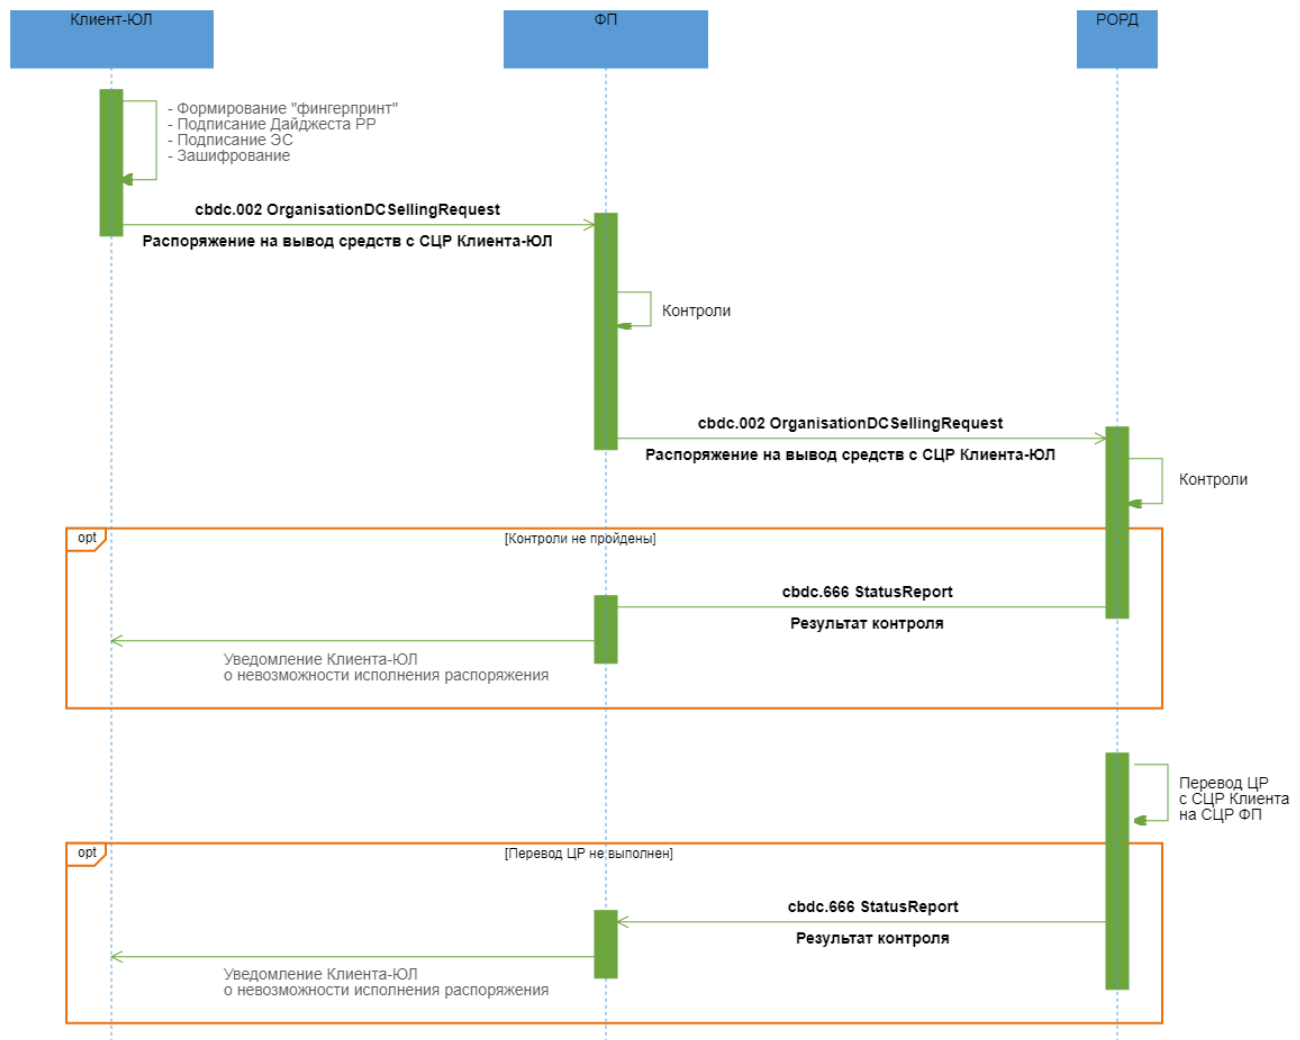 Клиент-ЮЛ
ФП
РОРД
- Формирование "фингерпринт"
- Подписание Дайджеста РР
- Подписание ЭС
- Зашифрование
cbdc.002 OrganisationDCSellingRequest
Распоряжение на вывод средств с СЦР Клиента-ЮЛ
Контроли
cbdc.002 OrganisationDCSellingRequest
Распоряжение на вывод средств с СЦР Клиента-ЮЛ
Контроли
opt
[Контроли не пройдены]
cbdc.666 StatusReport
Результат контроля
Уведомление Клиента-ЮЛ
о невозможности исполнения распоряжения
Перевод ЦР
с СЦР Клиента
на СЦР ФП
opt
[Перевод ЦР не выполнен]
cbdc.666 StatusReport
Результат контроля
Уведомление Клиента-ЮЛ
о невозможности исполнения распоряжения